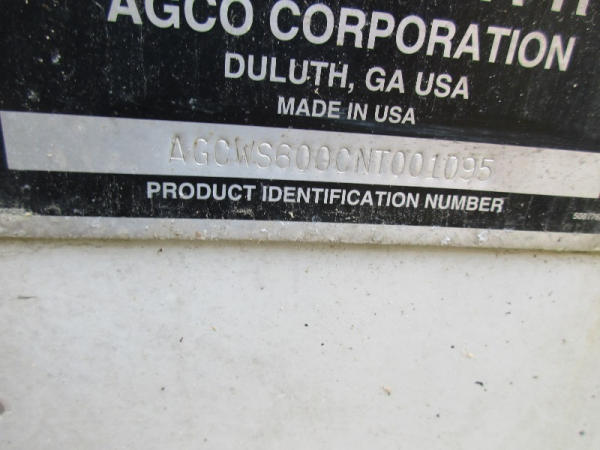 AGCO CORPORATION
DULUTH, GA USA
MADE IN USA
AGCWS600CNT001095
PRODUCT IDENTIFICATION NUMBER